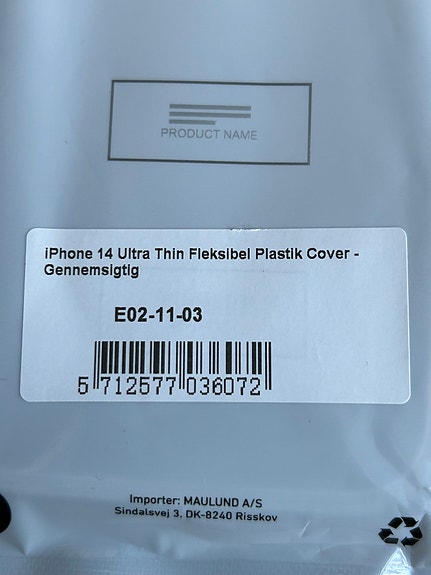 PRODUCT NAME
iPhone 14 Ultra Thin Fleksibel Plastik Cover -
Gennemsigtig
E02-11-03
5 712577 036072
Importer: MAULUND A/S
Sindalsvej 3, DK-8240 Risskov